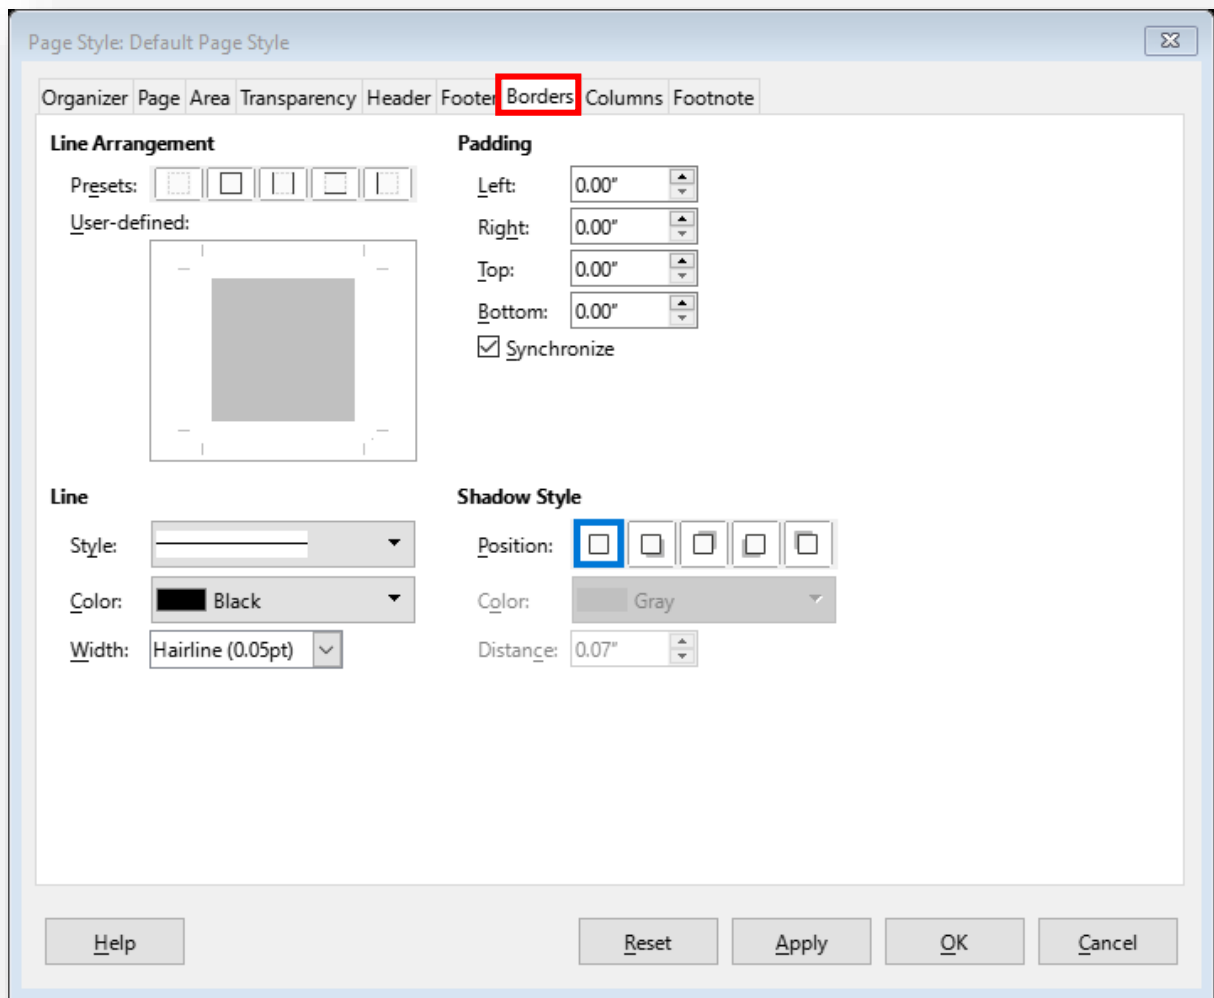 Page Style: Default Page Style
Organizer Page Area Transparency Header Footer Borders Columns Footnote
Line Arrangement
Presets:
User-defined:
Padding
Left: 0.00"
Right: 0.00"
Top: 0.00"
Bottom: 0.00"
Synchronize
Line
Style:
Color: Black
Width: Hairline (0.05pt)
Shadow Style
Position:
Color: Gray
Distance: 0.07"
Help Reset Apply OK Cancel